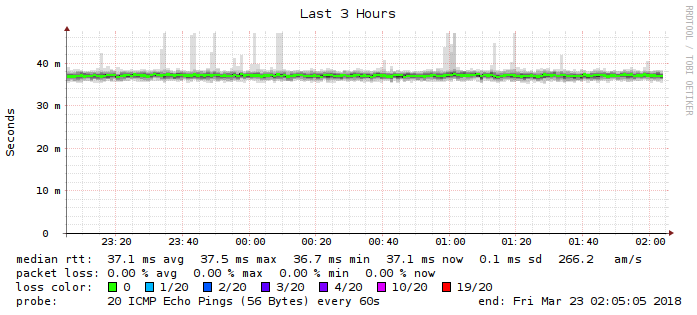 Last 3 Hours
RRDTOOL / TOBI OETIKER
Seconds
40 m
30 m
20 m
10 m
0
23:20 23:40 00:00 00:20 00:40 01:00 01:20 01:40 02:00
median rtt: 37.1 ms avg 37.5 ms max 36.7 ms min 37.1 ms now 0.1 ms sd 266.2 am/s
packet loss: 0.00 % avg 0.00 % max 0.00 % min 0.00 % now
loss color: 0 1/20 2/20 3/20 4/20 10/20 19/20
probe: 20 ICMP Echo Pings (56 Bytes) every 60s end: Fri Mar 23 02:05:05 2018